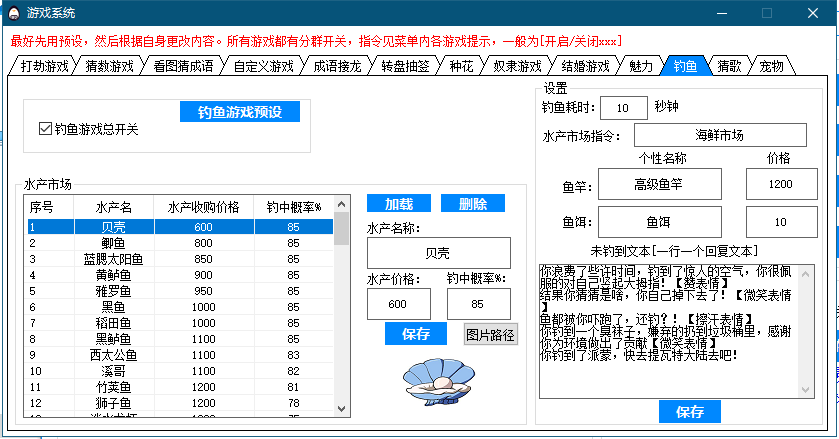 游戏系统
最好先用预设，然后根据自身更改内容。所有游戏都有分群开关，指令贝菜单内各游戏提示，一般为[开启/关闭xxx]
打劫游戏 猜数游戏 看图猜成语 自定义游戏 成语接龙 转盘抽签 种花 奴隶游戏 结婚游戏 魅力 钓鱼 猜歌 宠物
钓鱼游戏预设
钓鱼游戏总开关
水产市场
序号 水产名 水产收购价格 钓中概率%
1 贝壳 600 85
2 鲫鱼 800 85
3 蓝腮太阳鱼 850 85
4 黄鲈鱼 900 85
5 雅罗鱼 950 85
6 黑鱼 1000 85
7 稻田鱼 1000 85
8 黑鲈鱼 1100 85
9 西太公鱼 1100 83
10 溪哥 1100 82
11 竹荚鱼 1200 81
12 狮子鱼 1200 78
加载 删除
水产名称:
贝壳
水产价格: 钓中概率%:
600 85
保存 图片路径
设置
钓鱼耗时: 10 秒钟
水产市场指令: 海鲜市场
个性名称 价格
鱼竿: 高级鱼竿 1200
鱼饵: 鱼饵 10
未钓到文本[一行一个回复文本]
你浪费了些许时间，钓到了惊人的空气，你很佩
服的对自己竖起大拇指！【赞表情】
结果你猜猜是啥，你自己掉下去了！【微笑表情
】
鱼都被你吓跑了，还钓？！【擦汗表情】
你钓到一个臭袜子，嫌弃的扔到垃圾桶里，感谢
你为环境做出了贡献【微笑表情】
你钓到了派蒙，快去提瓦特大陆去吧！
保存